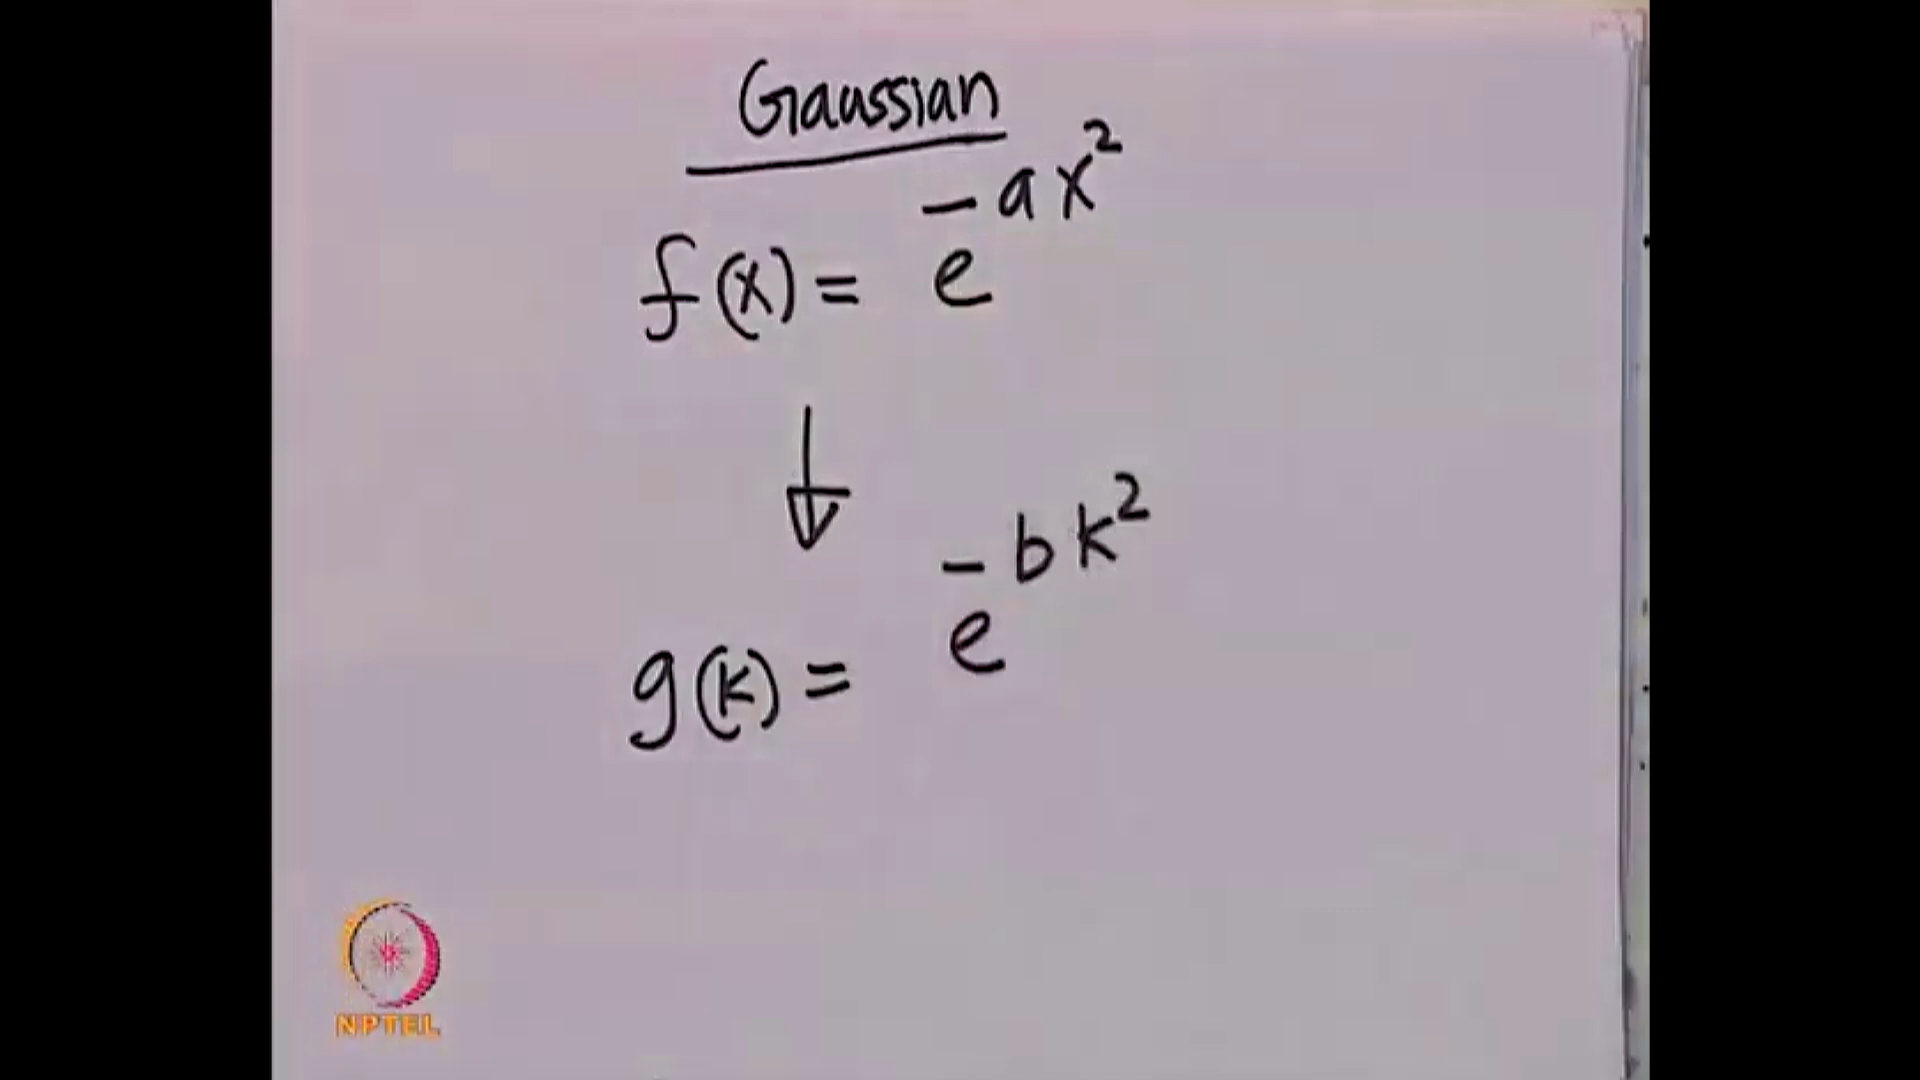 Gaussian
f(x) = e^{-ax^2}
g(k) = e^{-bk^2}
NPTEL